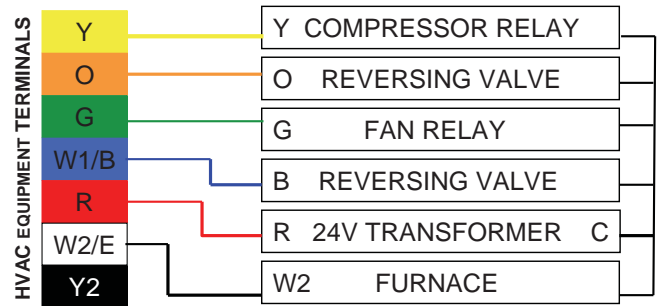 HVAC EQUIPMENT TERMINALS
Y
O
G
W1/B
R
W2/E
Y2
Y COMPRESSOR RELAY
O REVERSING VALVE
G FAN RELAY
B REVERSING VALVE
R 24V TRANSFORMER C
W2 FURNACE